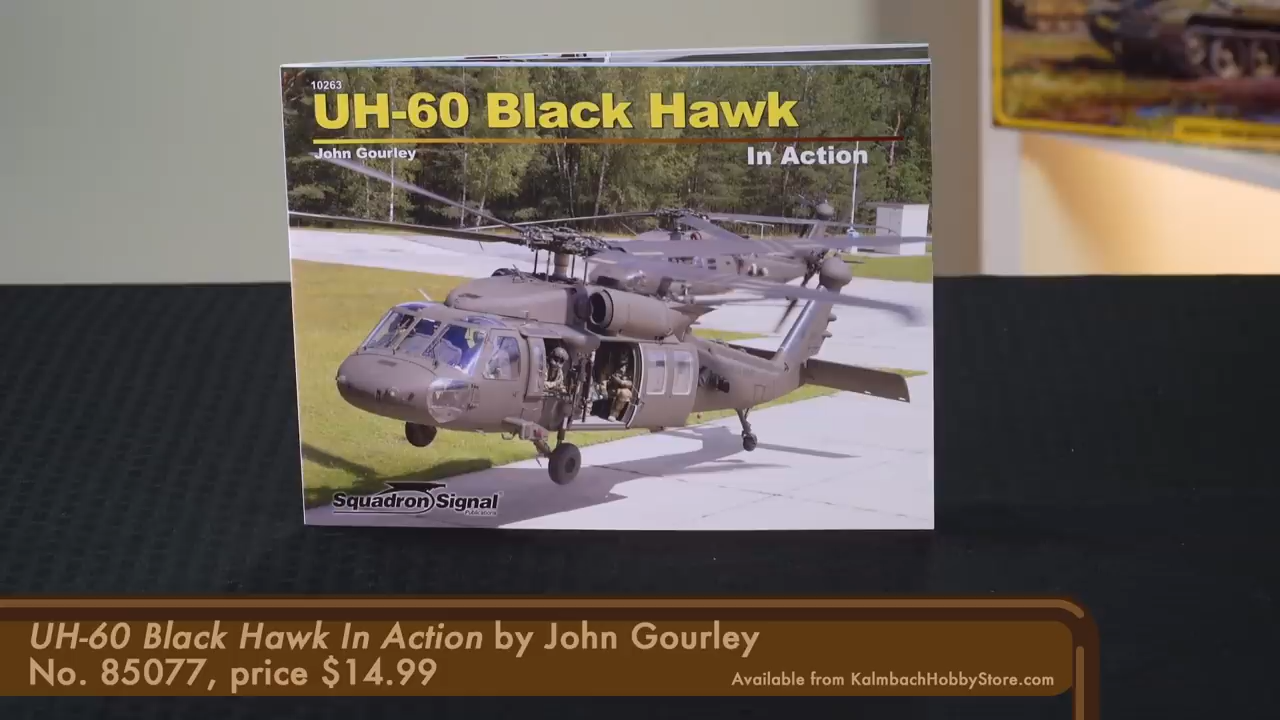 10263
UH-60 Black Hawk
John Gourley
In Action
Squadron Signal
Publications
UH-60 Black Hawk In Action by John Gourley
No. 85077, price $14.99
Available from KalmbachHobbyStore.com